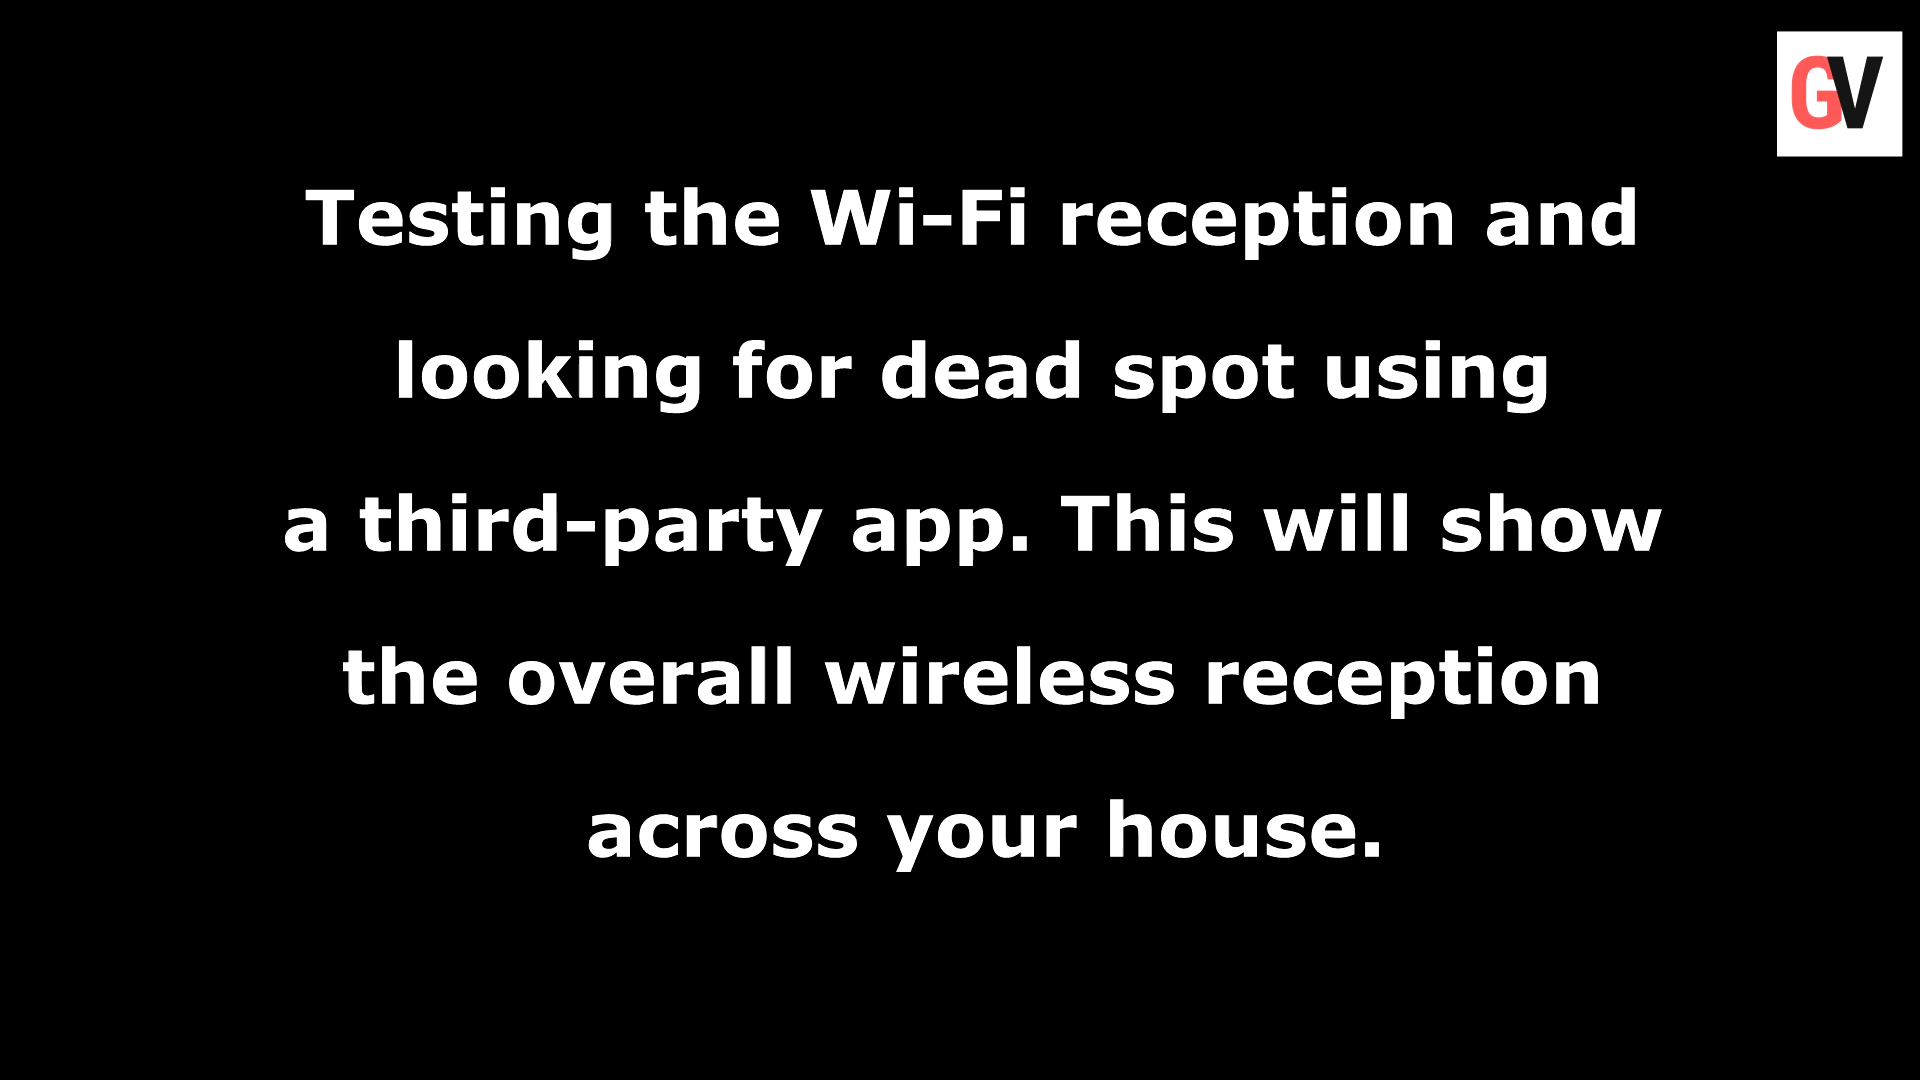 GV
Testing the Wi-Fi reception and
looking for dead spot using
a third-party app. This will show
the overall wireless reception
across your house.